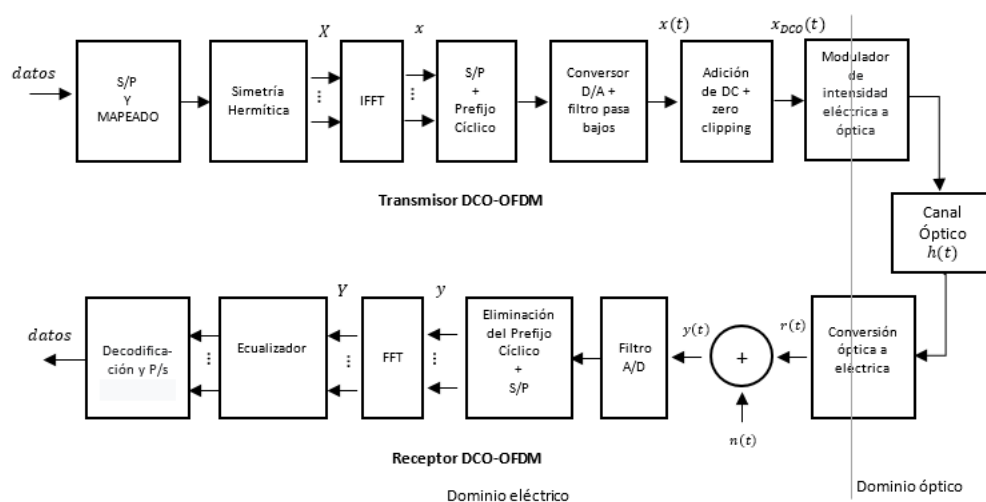 datos
S/P
Y
MAPEADO
Simetría
Hermítica
X
⋮
IFFT
x
⋮
S/P
+
Prefijo
Cíclico
Conversor
D/A+
filtro pasa
bajos
x(t)
Adición
de DC +
zero
clipping
x_DCO(t)
Modulador
de
intensidad
eléctrica a
óptica
Transmisor DCO-OFDM
Canal
Óptico
h(t)
Conversión
óptica a
eléctrica
r(t)
+
n(t)
y(t)
Filtro
A/D
Eliminación
del Prefijo
Cíclico
+
S/P
y
⋮
FFT
Y
⋮
Ecualizador
⋮
Decodifica-
ción y P/s
datos
Receptor DCO-OFDM
Dominio eléctrico
Dominio óptico